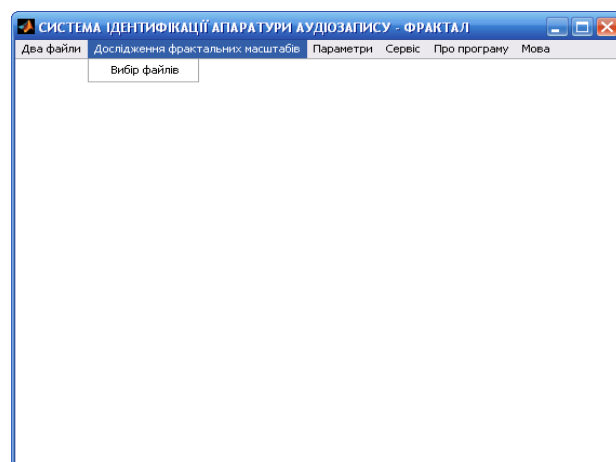 СИСТЕМА ІДЕНТИФІКАЦІЇ АПАРАТУРИ АУДІОЗАПИСУ - ФРАКТАЛ
Два файли Дослідження фрактальних масштабів Параметри Сервіс Про програму Мова
Вибір файлів